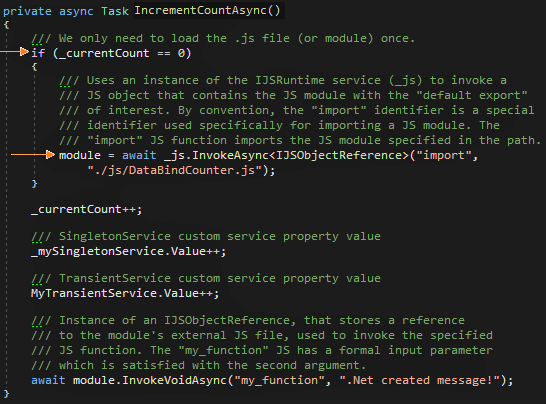 private async Task IncrementCountAsync()
{
/// We only need to load the .js file (or module) once.
if (_currentCount == 0)
{
/// Uses an instance of the IJSRuntime service (_js) to invoke a
/// JS object that contains the JS module with the "default export"
/// of interest. By convention, the "import" identifier is a special
/// identifier used specifically for importing a JS module. The
/// "import" JS function imports the JS module specified in the path.
module = await _js.InvokeAsync<IJSObjectReference>("import",
"./js/DataBindCounter.js");
}
_currentCount++;
/// SingletonService custom service property value
_mySingletonService.Value++;
/// TransientService custom service property value
MyTransientService.Value++;
/// Instance of an IJSObjectReference, that stores a reference
/// to the module's external JS file, used to invoke the specified
/// JS function. The "my_function" JS has a formal input parameter
/// which is satisfied with the second argument.
await module.InvokeVoidAsync("my_function", ".Net created message!");
}